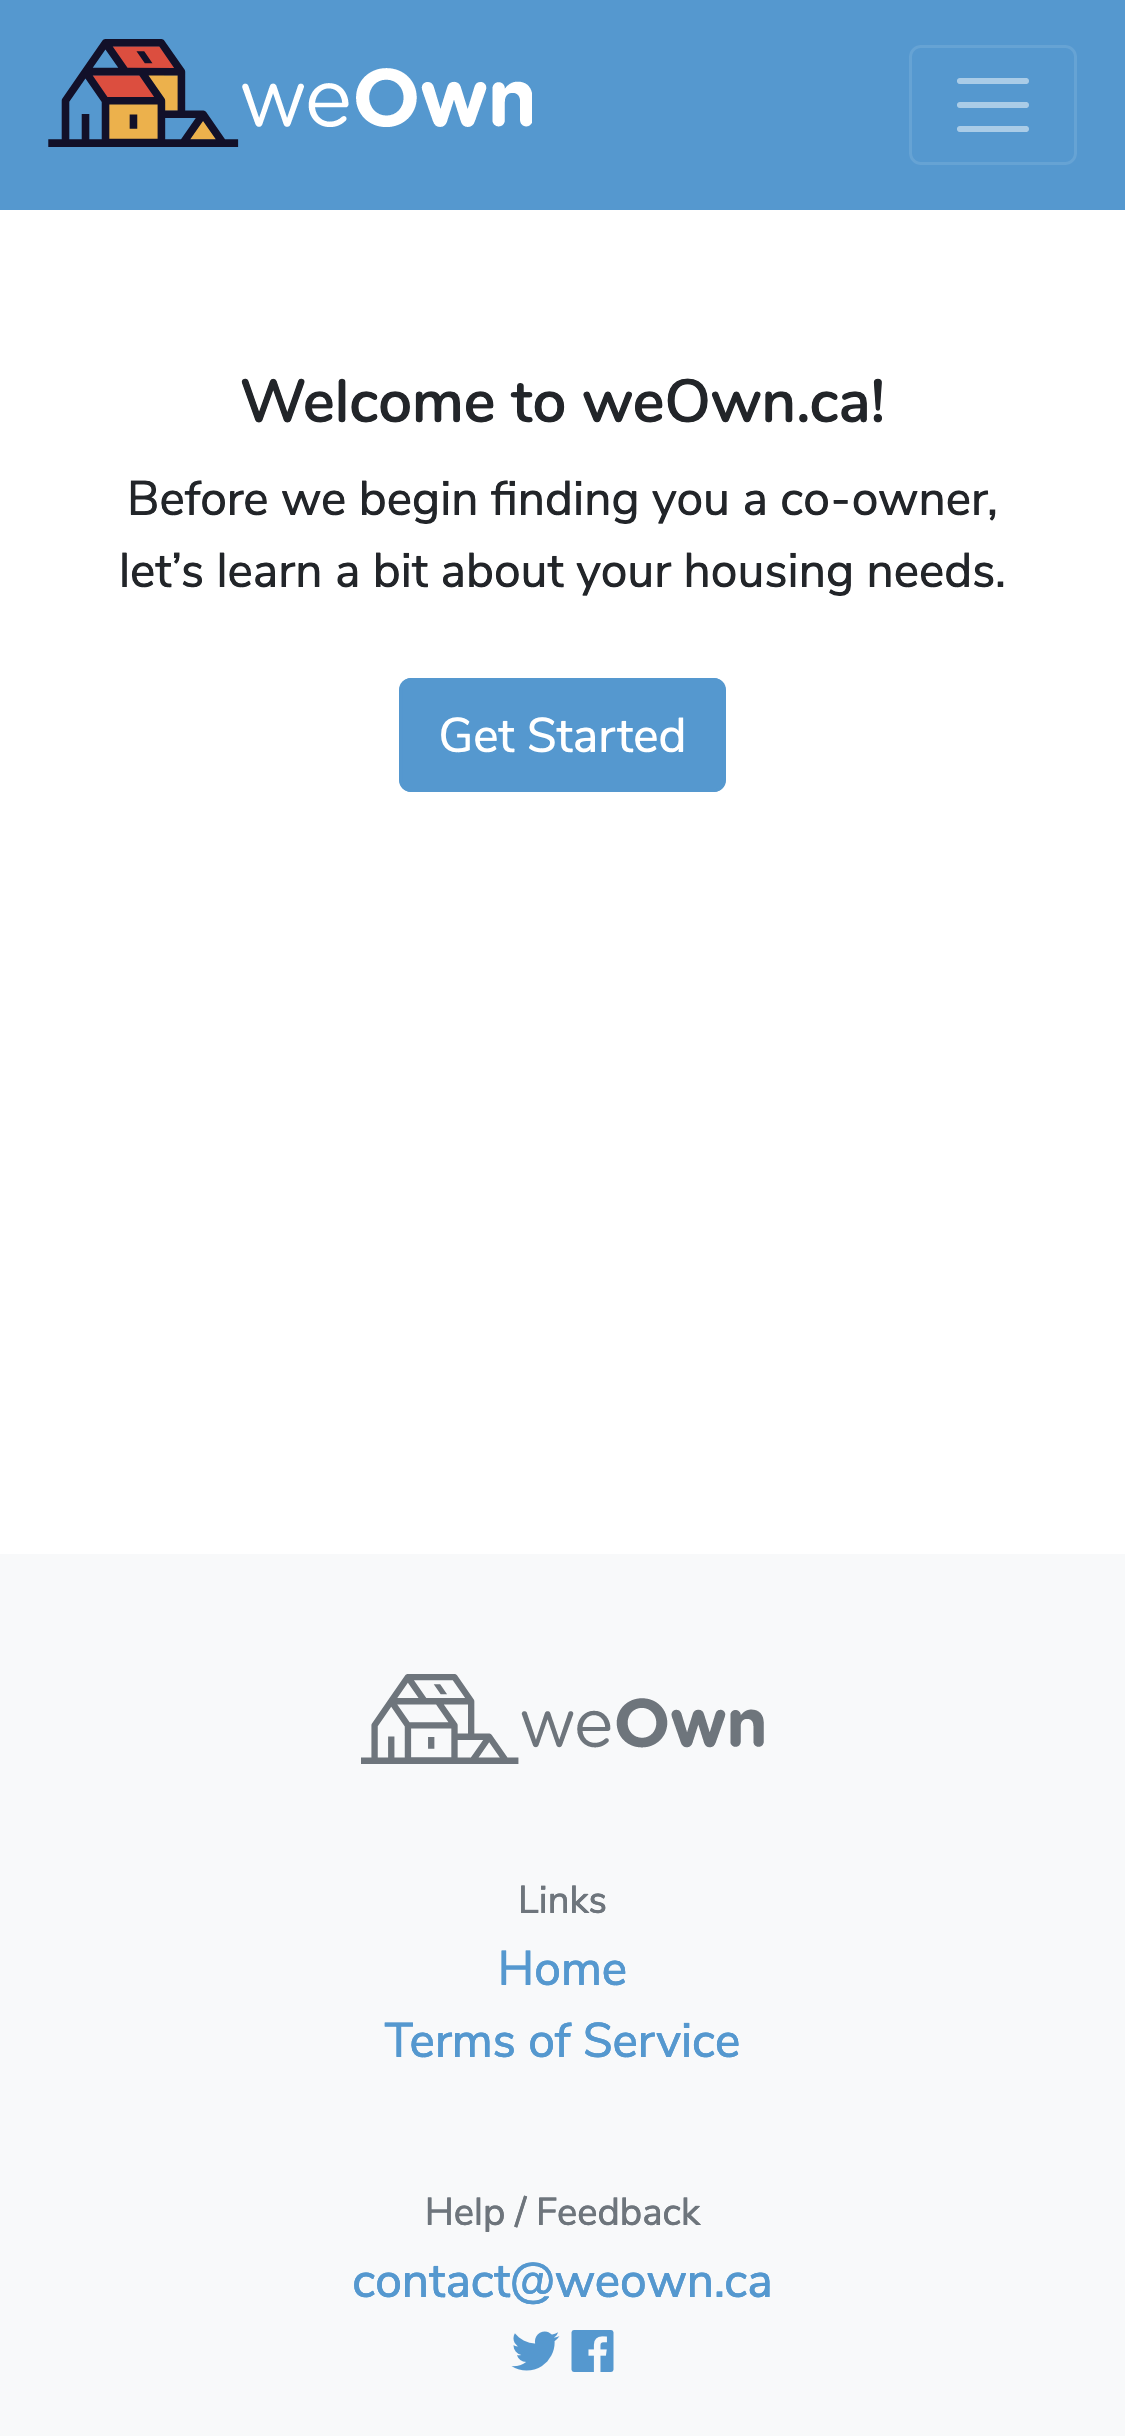 weOwn
Welcome to weOwn.ca!
Before we begin finding you a co-owner,
let’s learn a bit about your housing needs.
Get Started
weOwn
Links
Home
Terms of Service
Help / Feedback
contact@weown.ca